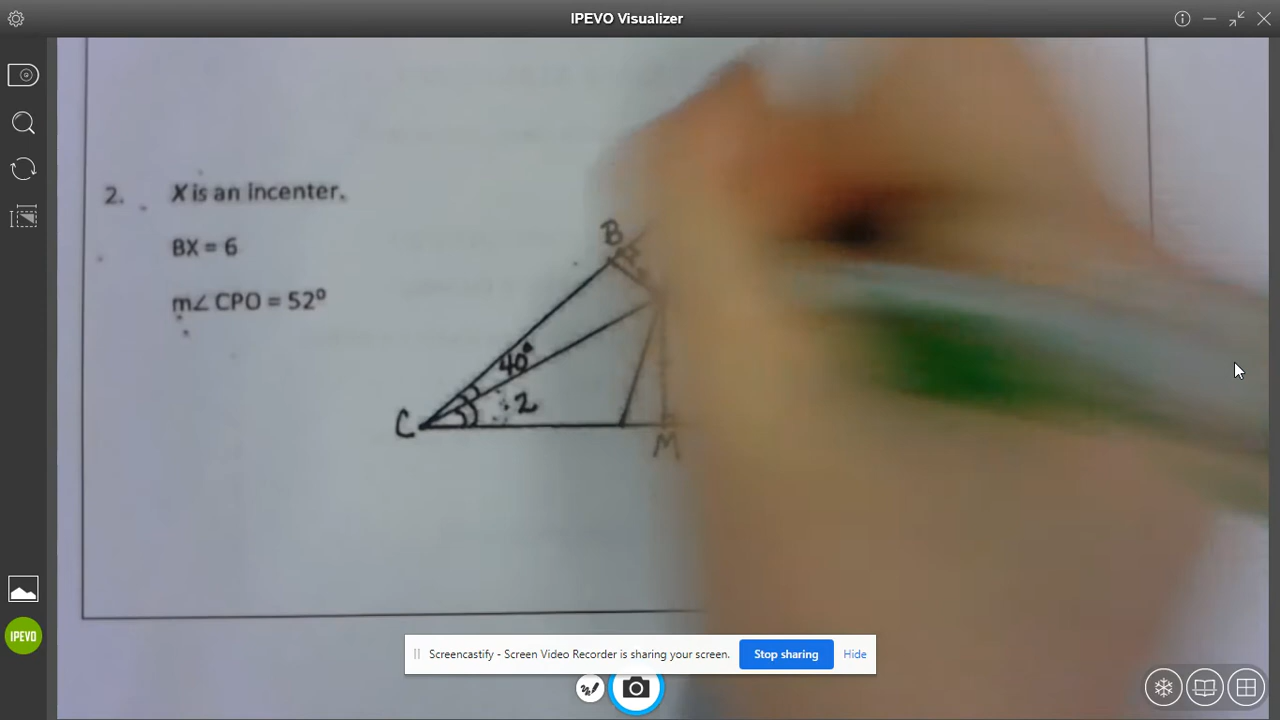 IPEVO Visualizer
2. X is an incenter.
BX = 6
m∠ CPO = 52º
B
40°
2
C
M
IPEVO
Screencastify - Screen Video Recorder is sharing your screen.
Stop sharing
Hide